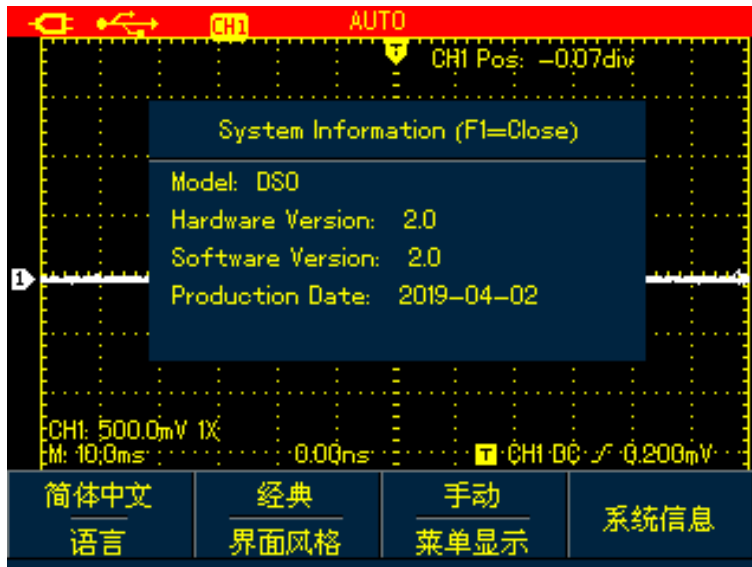 CH1 AUTO
T CH1 Pos: -0.07div
System Information (F1=Close)
Model: DSO
Hardware Version: 2.0
Software Version: 2.0
Production Date: 2019-04-02
1
CH1: 500.0mV 1X
M: 10.0ms 0.00ns T CH1 DC 0.200mV
简体中文 经典 手动 系统信息
语言 界面风格 菜单显示